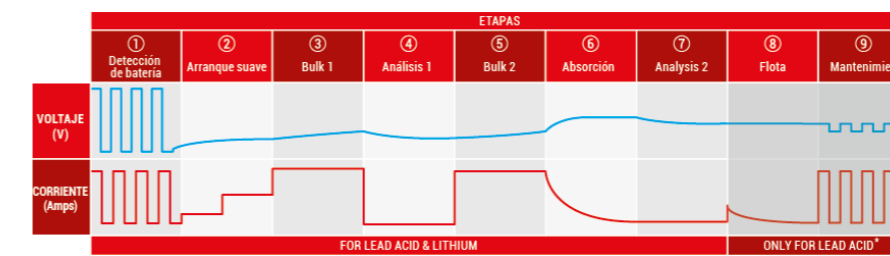 ETAPAS
① ② ③ ④ ⑤ ⑥ ⑦ ⑧ ⑨
Detección
de batería
Arranque suave
Bulk 1
Análisis 1
Bulk 2
Absorción
Analysis 2
Flota
Mantenimie
VOLTAJE
(V)
CORRIENTE
(Amps)
FOR LEAD ACID & LITHIUM
ONLY FOR LEAD ACID*